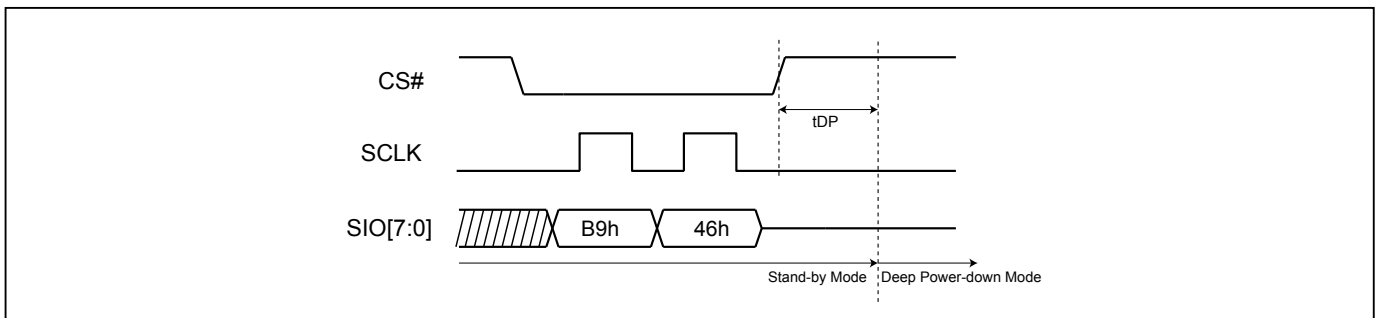 CS#
tDP
SCLK
SIO[7:0] B9h 46h
Stand-by Mode Deep Power-down Mode